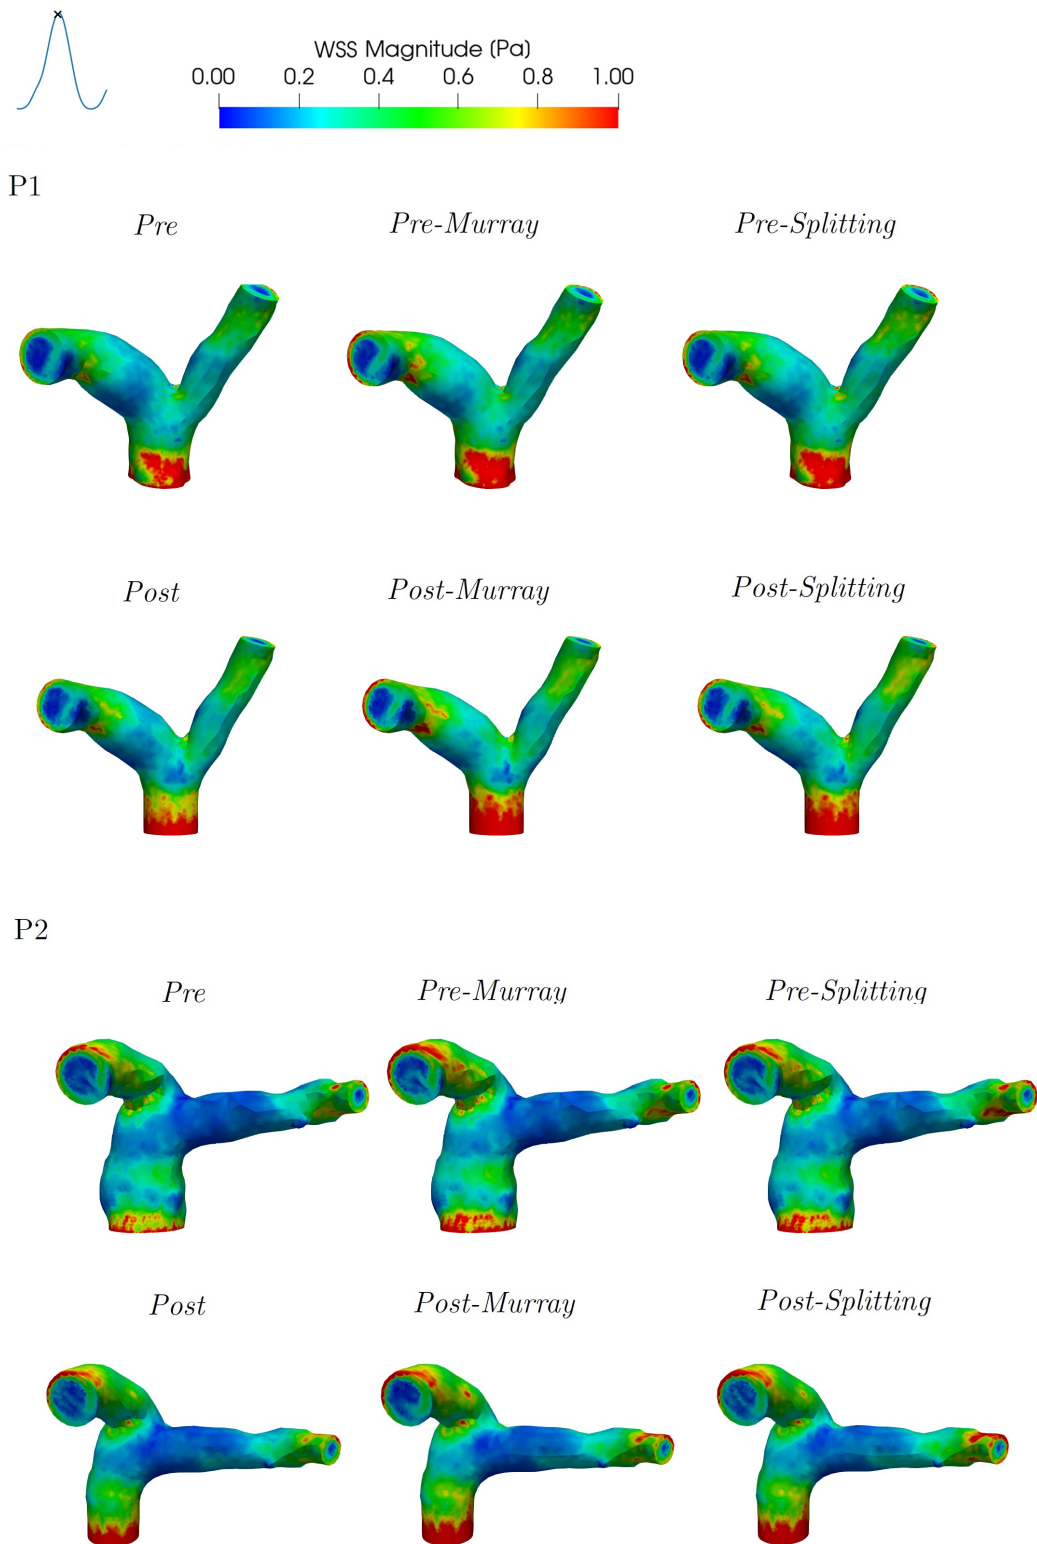 WSS Magnitude (Pa)
0.00 0.2 0.4 0.6 0.8 1.00
P1
Pre Pre-Murray Pre-Splitting
Post Post-Murray Post-Splitting
P2
Pre Pre-Murray Pre-Splitting
Post Post-Murray Post-Splitting